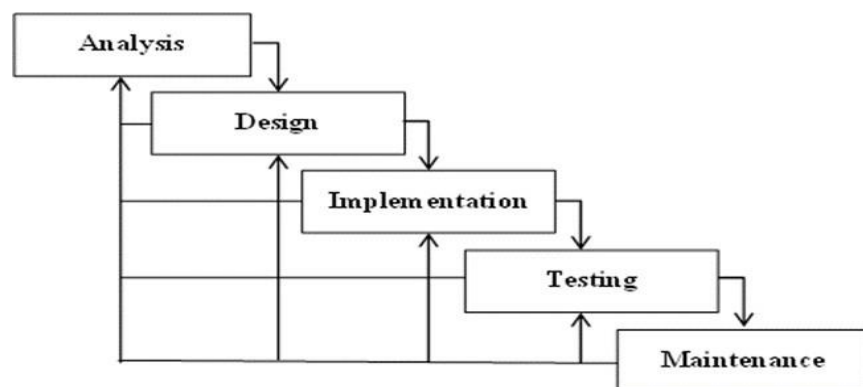 Analysis
Design
Implementation
Testing
Maintenance